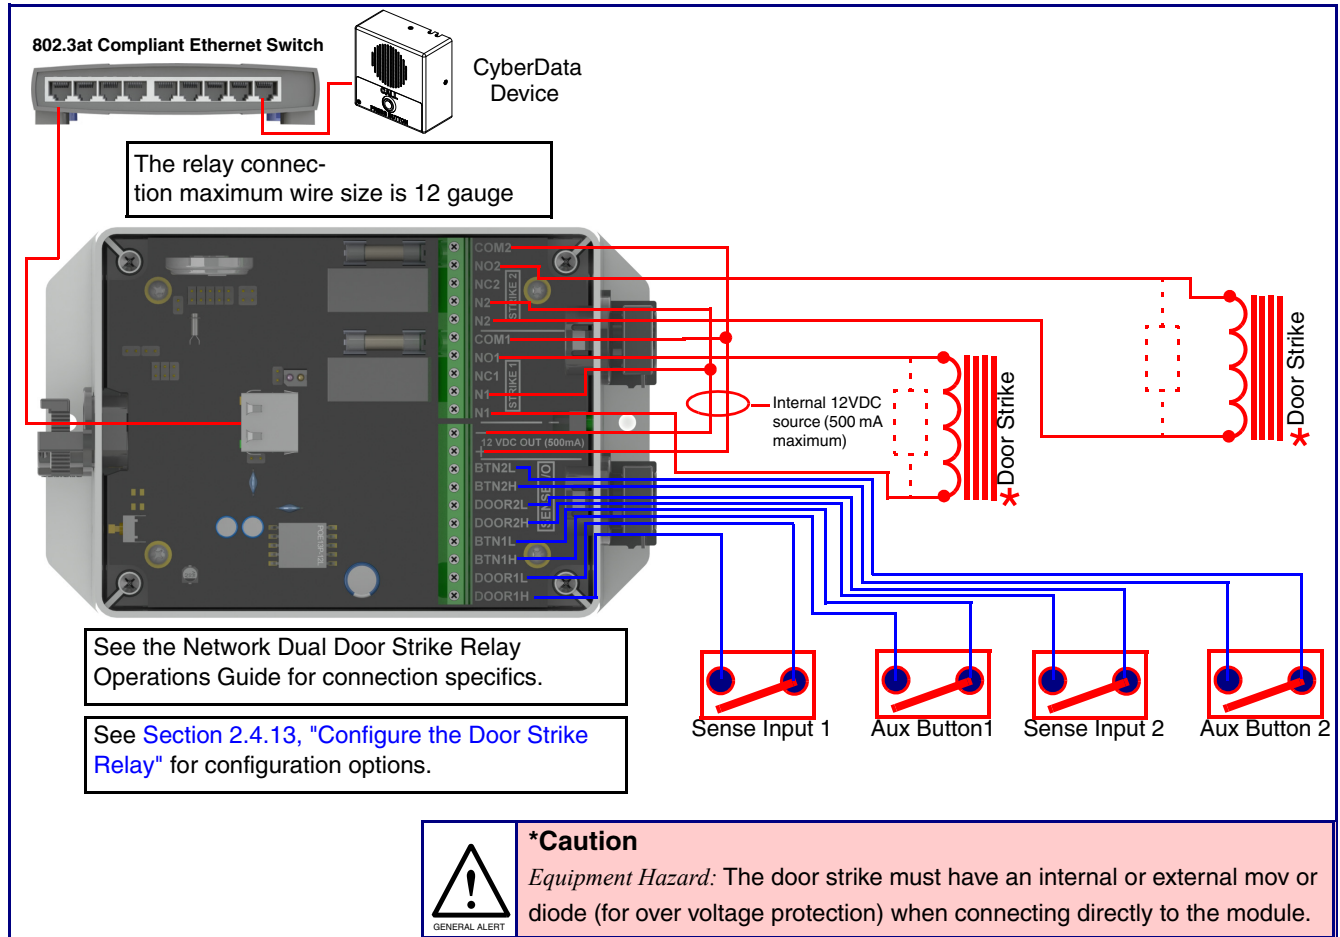 802.3at Compliant Ethernet Switch
CALL
CyberData
Device
The relay connec-
tion maximum wire size is 12 gauge
COM2
NO2
NC2
N2
N2
STRIKE 2
COM1
NO1
NC1
N1
N1
STRIKE 1
-
12 VDC OUT (500mA)
+
BTN2L
BTN2H
DOOR2L
DOOR2H
BTN1L
BTN1H
DOOR1L
DOOR1H
Internal 12VDC
source (500 mA
maximum)
*Door Strike
*Door Strike
Sense Input 1
Aux Button1
Sense Input 2
Aux Button 2
See the Network Dual Door Strike Relay
Operations Guide for connection specifics.
See Section 2.4.13, "Configure the Door Strike
Relay" for configuration options.
GENERAL ALERT
*Caution
Equipment Hazard: The door strike must have an internal or external mov or
diode (for over voltage protection) when connecting directly to the module.